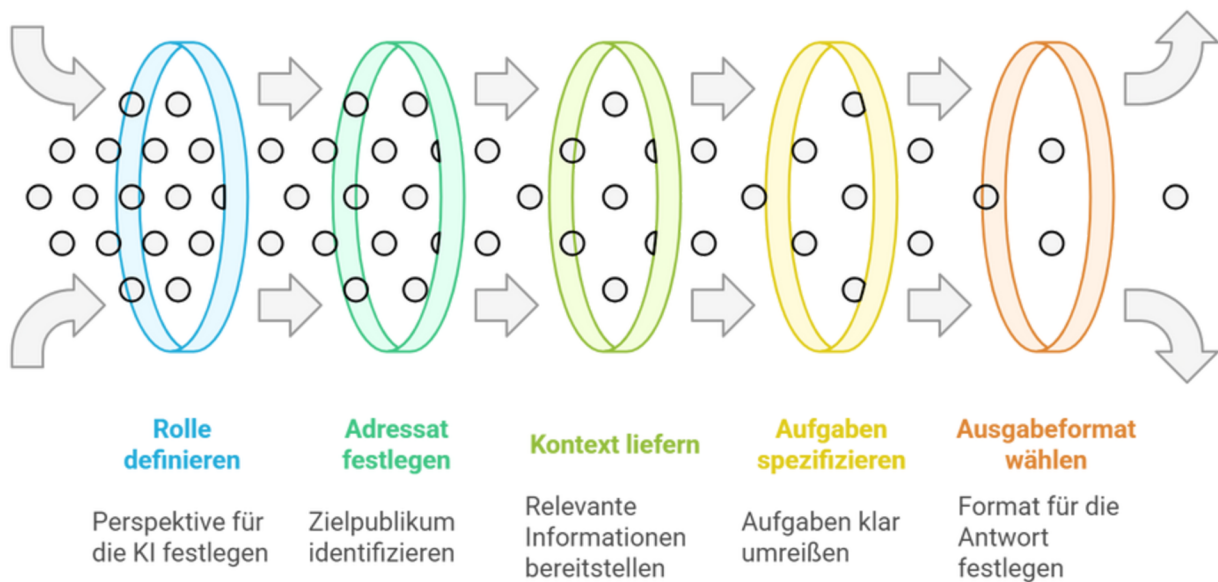 Rolle
definieren
Perspektive für
die KI festlegen
Adressat
festlegen
Zielpublikum
identifizieren
Kontext liefern
Relevante
Informationen
bereitstellen
Aufgaben
spezifizieren
Aufgaben klar
umreißen
Ausgabeformat
wählen
Format für die
Antwort
festlegen